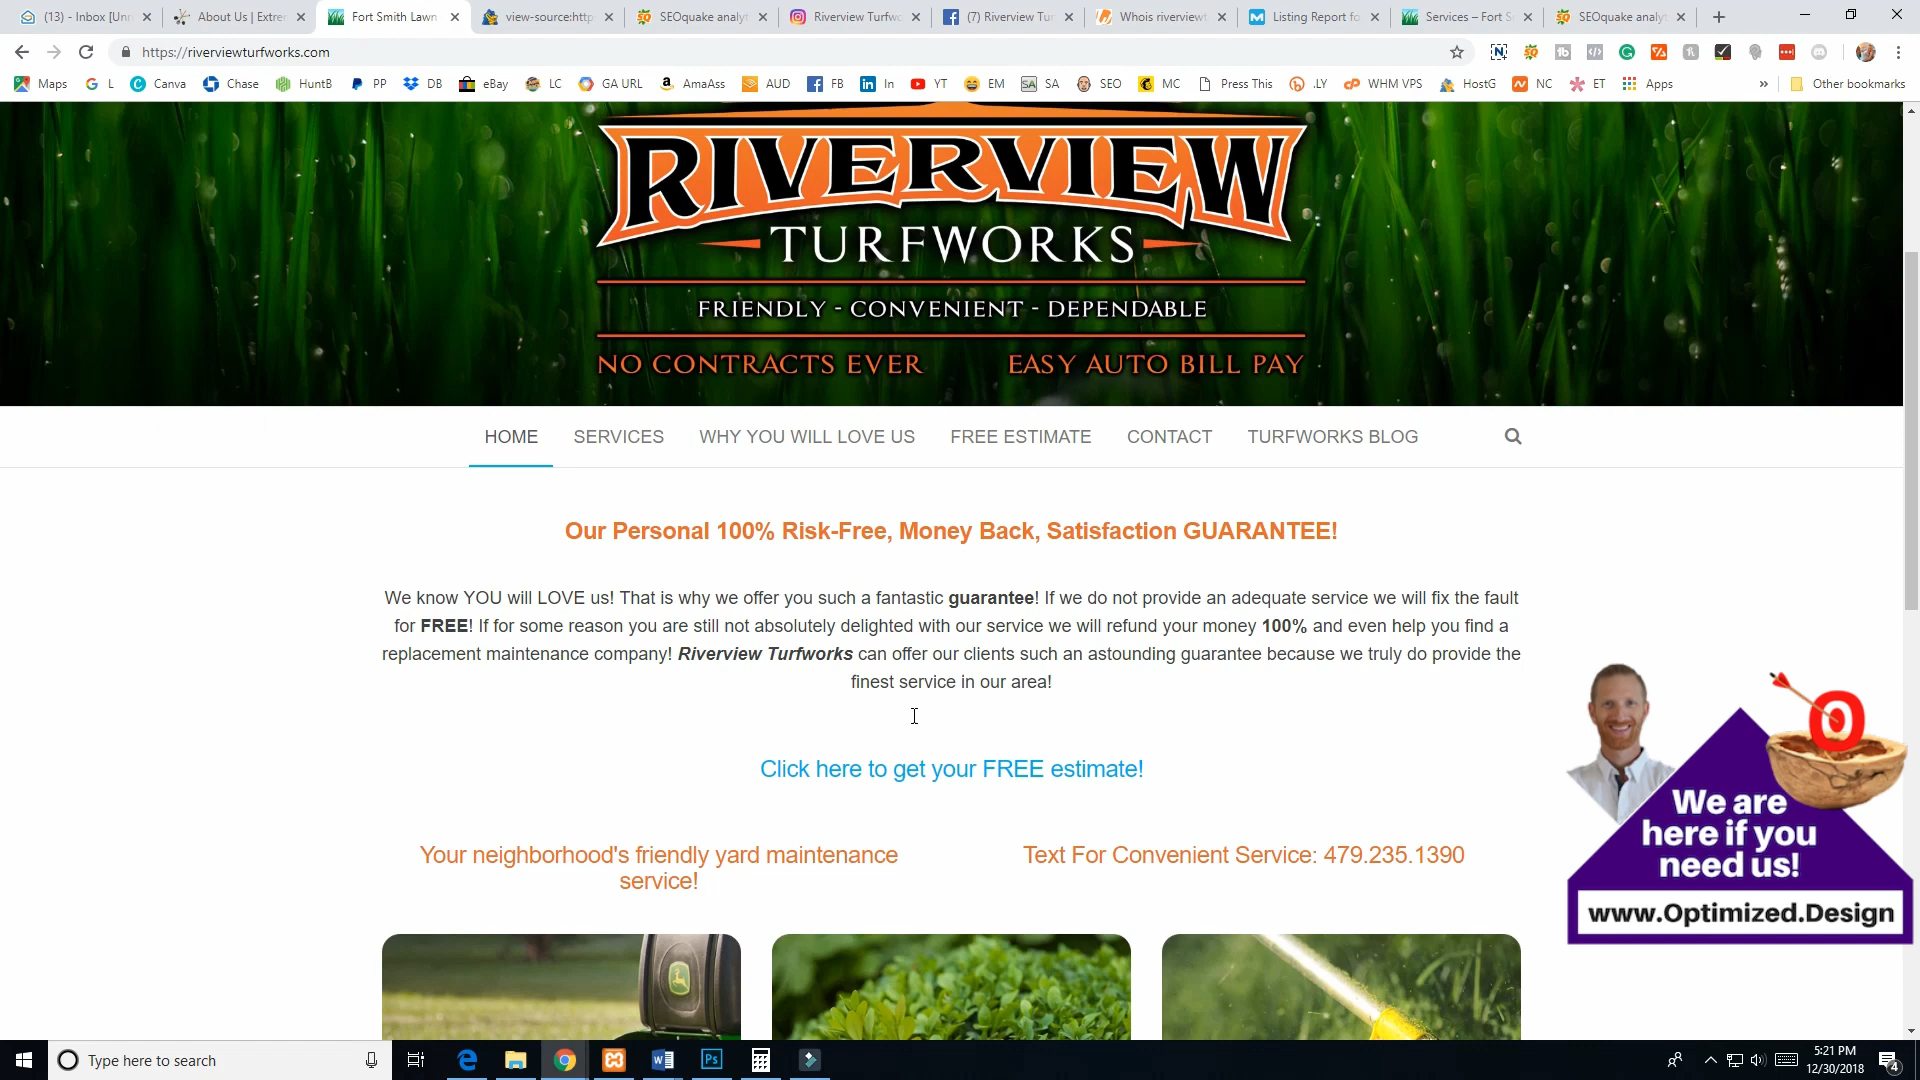 (13) - Inbox [Unr
About Us | Extre
Fort Smith Lawn
view-source:http
SEOquake analy
Riverview Turfwo
(7) Riverview Tur
Whois riverviewt
Listing Report fo
Services – Fort S
SEOquake analy
https://riverviewturfworks.com
Maps
L
Canva
Chase
HuntB
PP
DB
eBay
LC
GA URL
AmaAss
AUD
FB
In
YT
EM
SA
SEO
MC
Press This
.LY
WHM VPS
HostG
NC
ET
Apps
»
Other bookmarks
RIVERVIEW
TURFWORKS
FRIENDLY - CONVENIENT - DEPENDABLE
NO CONTRACTS EVER
EASY AUTO BILL PAY
HOME
SERVICES
WHY YOU WILL LOVE US
FREE ESTIMATE
CONTACT
TURFWORKS BLOG
Our Personal 100% Risk-Free, Money Back, Satisfaction GUARANTEE!
We know YOU will LOVE us! That is why we offer you such a fantastic guarantee! If we do not provide an adequate service we will fix the fault
for FREE! If for some reason you are still not absolutely delighted with our service we will refund your money 100% and even help you find a
replacement maintenance company! Riverview Turfworks can offer our clients such an astounding guarantee because we truly do provide the
finest service in our area!
Click here to get your FREE estimate!
Your neighborhood's friendly yard maintenance
service!
Text For Convenient Service: 479.235.1390
We are
here if you
need us!
www.Optimized.Design
Type here to search
5:21 PM
12/30/2018
4